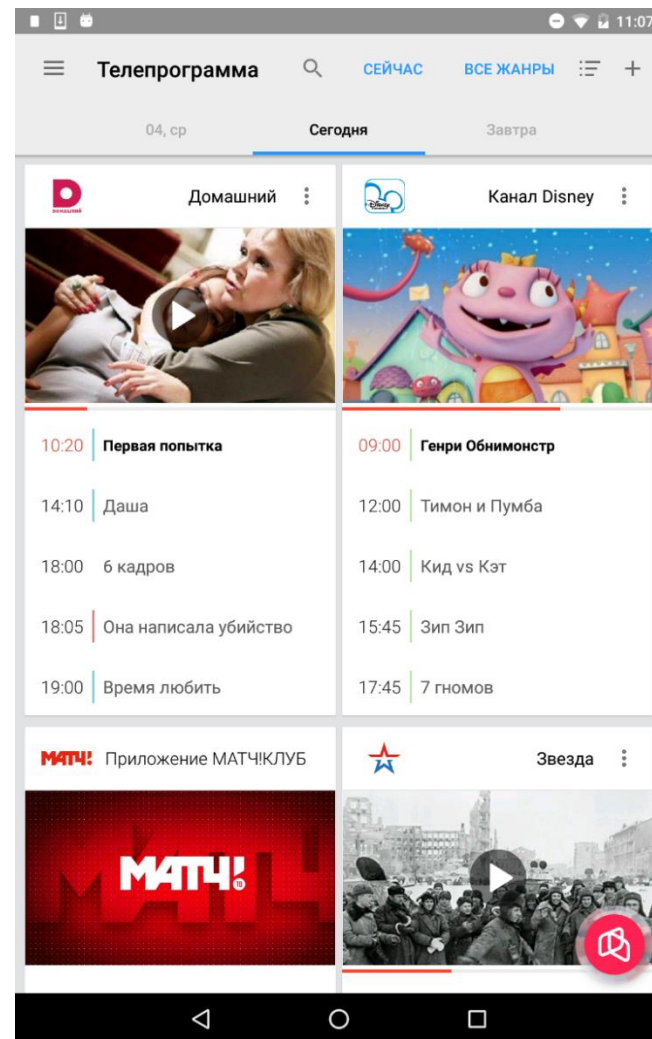 11:07
Телепрограмма
СЕЙЧАС
ВСЕ ЖАНРЫ
04, ср
Сегодня
Завтра
Домашний
Домашний
10:20 Первая попытка
14:10 Даша
18:00 6 кадров
18:05 Она написала убийство
19:00 Время любить
Disney
Канал Disney
09:00 Генри Обнимонстр
12:00 Тимон и Пумба
14:00 Кид vs Кэт
15:45 Зип Зип
17:45 7 гномов
МАТЧ! Приложение МАТЧ!КЛУБ
МАТЧ!
Звезда